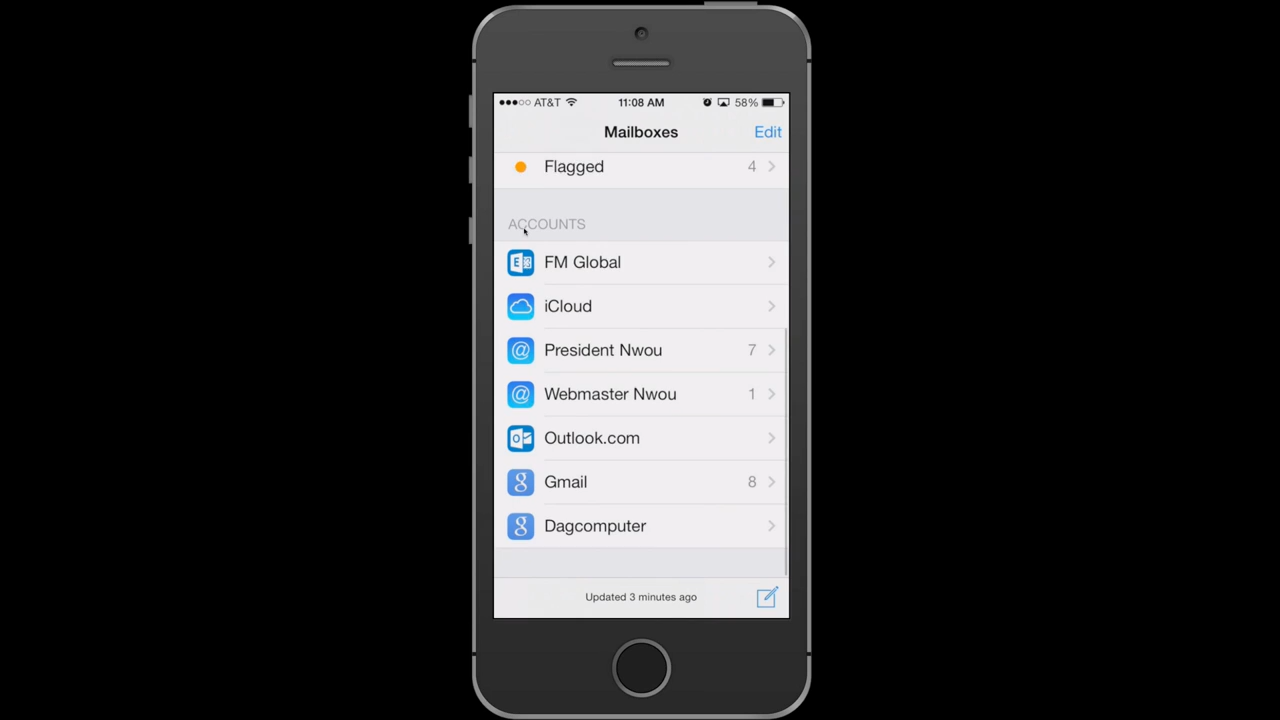 AT&T 11:08 AM 58%
Mailboxes Edit
Flagged 4
ACCOUNTS
FM Global
iCloud
President Nwou 7
Webmaster Nwou 1
Outlook.com
Gmail 8
Dagcomputer
Updated 3 minutes ago